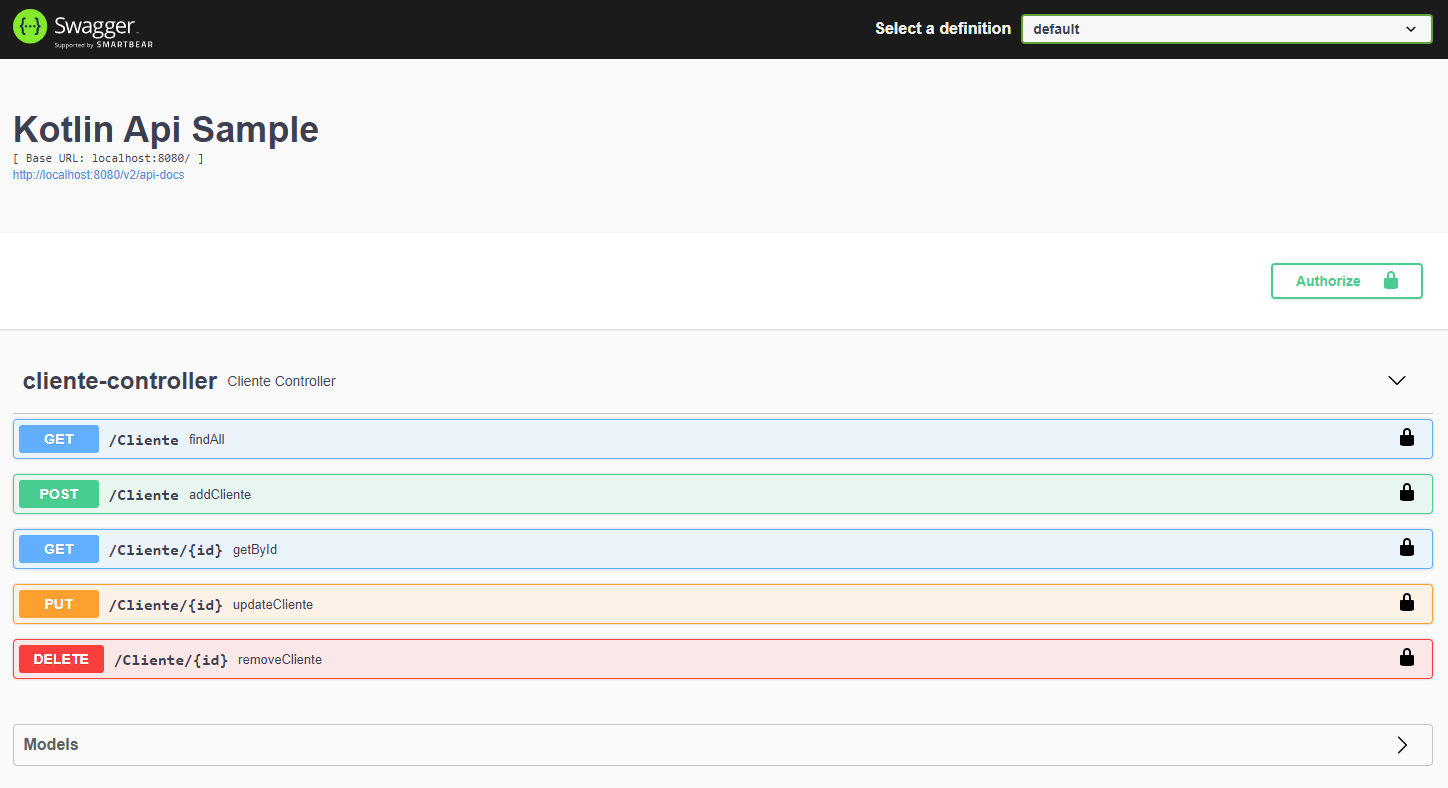 Swagger
Supported by SMARTBEAR
Select a definition
default
Kotlin Api Sample
[ Base URL: localhost:8080/ ]
http://localhost:8080/v2/api-docs
Authorize
cliente-controller Cliente Controller
GET /Cliente findAll
POST /Cliente addCliente
GET /Cliente/{id} getById
PUT /Cliente/{id} updateCliente
DELETE /Cliente/{id} removeCliente
Models